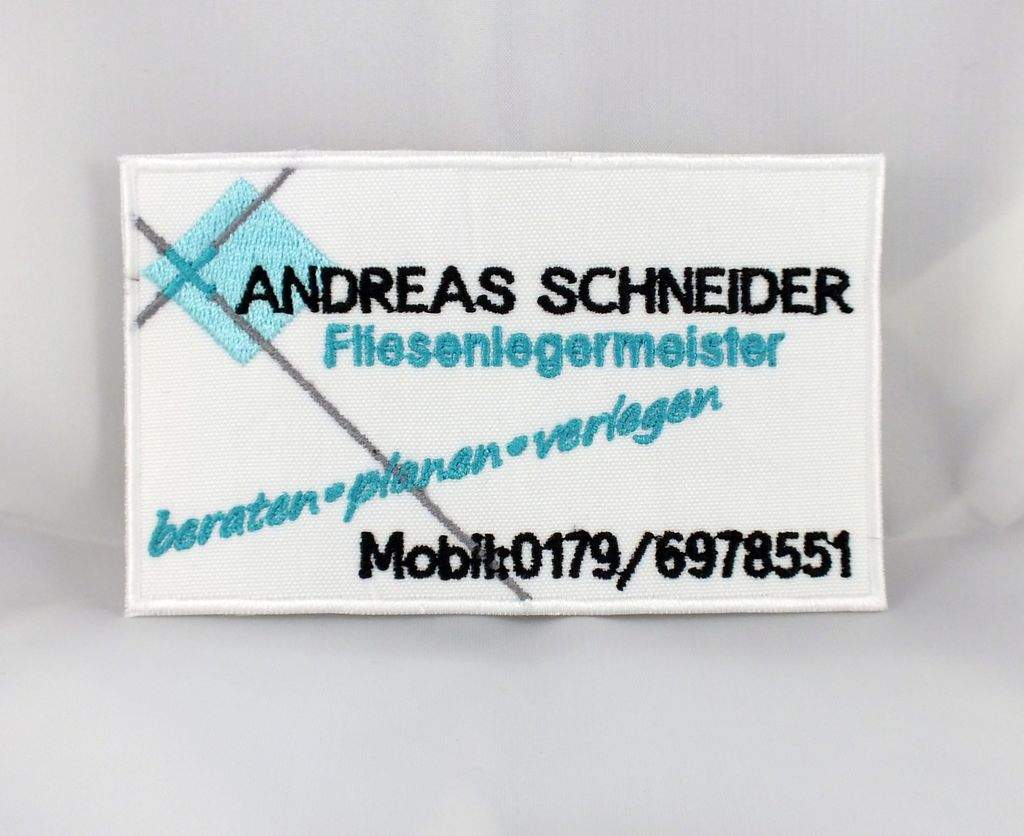 ANDREAS SCHNEIDER
Fliesenlegermeister
beraten•planen•verlegen
Mobil:0179/6978551